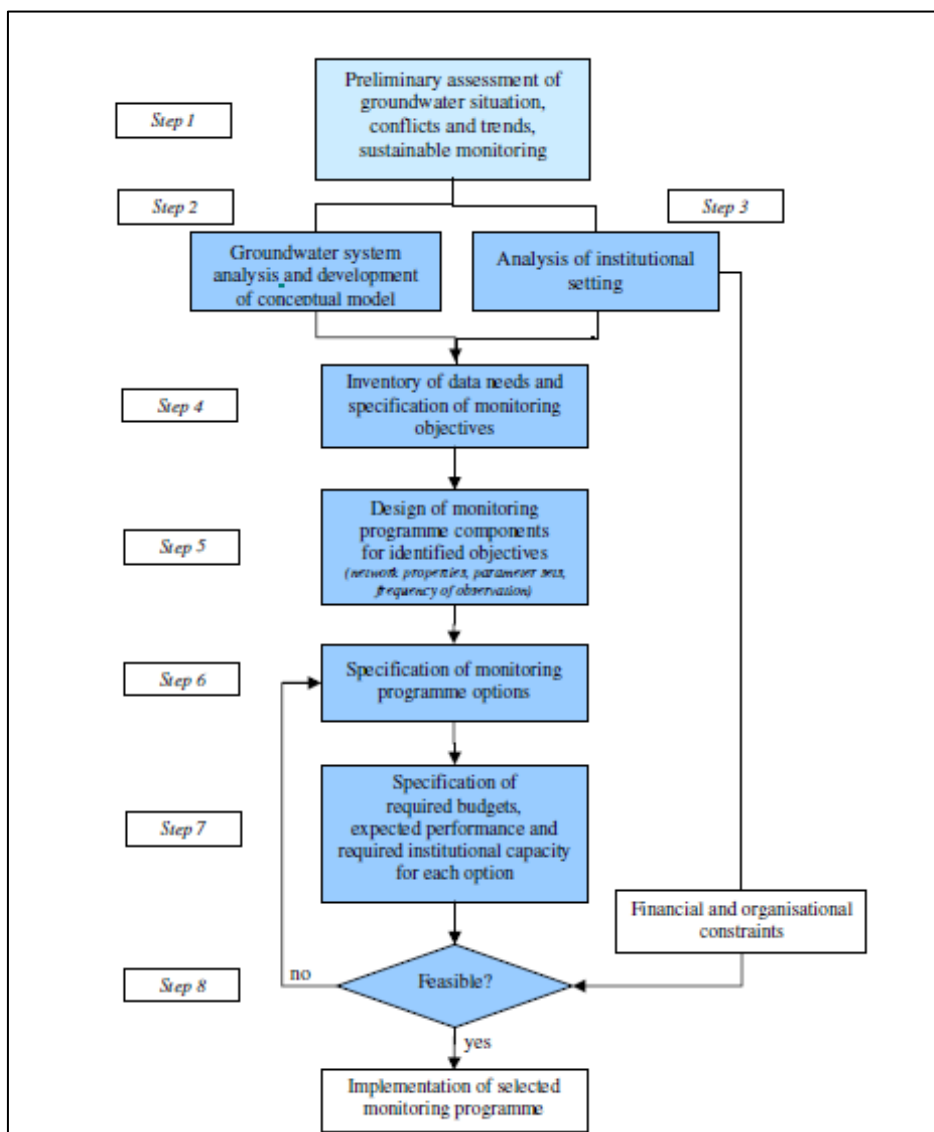 Step 1
Preliminary assessment of
groundwater situation,
conflicts and trends,
sustainable monitoring
Step 2
Step 3
Groundwater system
analysis and development
of conceptual model
Analysis of institutional
setting
Step 4
Inventory of data needs and
specification of monitoring
objectives
Step 5
Design of monitoring
programme components
for identified objectives
(network properties, parameter sets,
frequency of observation)
Step 6
Specification of monitoring
programme options
Step 7
Specification of
required budgets,
expected performance and
required institutional capacity
for each option
Financial and organisational
constraints
Step 8
no
Feasible?
yes
Implementation of selected
monitoring programme